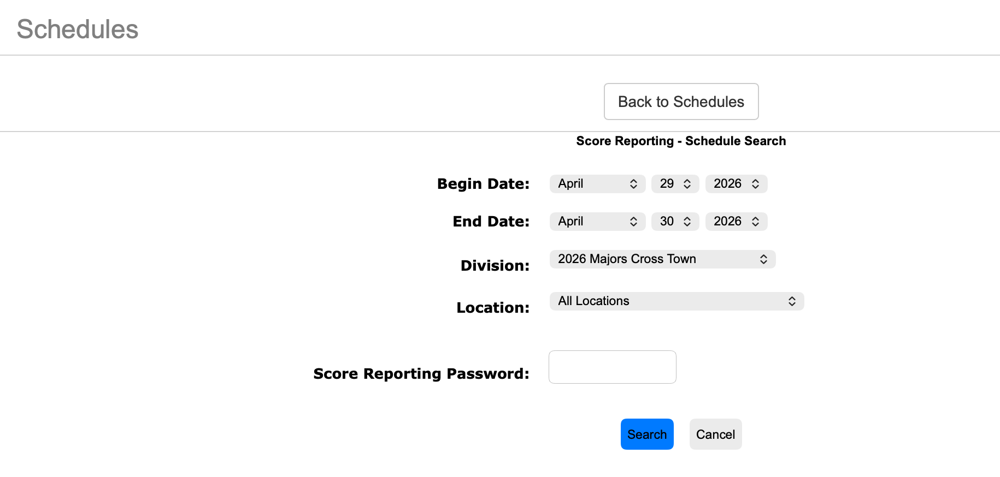 Schedules
Back to Schedules
Score Reporting - Schedule Search
Begin Date: April 29 2026
End Date: April 30 2026
Division: 2026 Majors Cross Town
Location: All Locations
Score Reporting Password:
Search Cancel